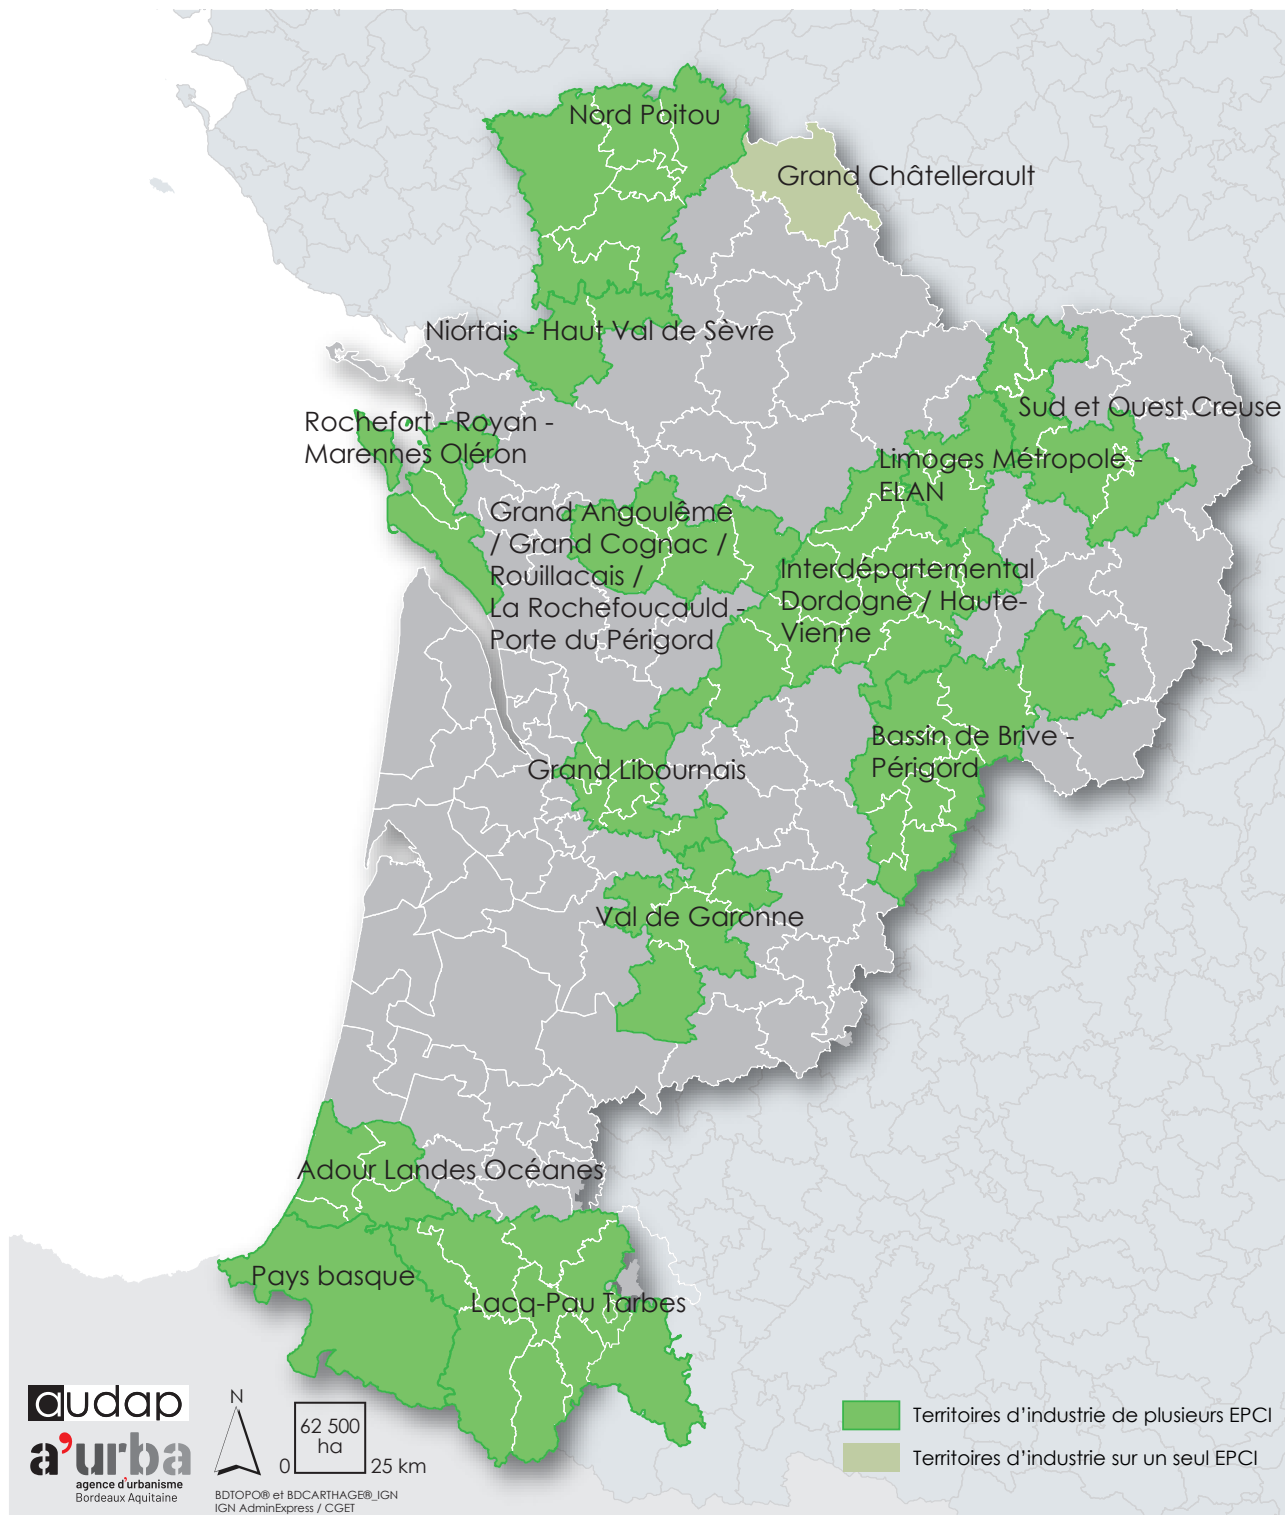 Nord Poitou
Grand Châtellerault
Niortais - Haut Val de Sèvre
Rochefort - Royan -
Marennes Oléron
Sud et Ouest Creuse
Limoges Métropole -
ELAN
Grand Angoulême
/ Grand Cognac /
Rouillacais /
La Rochefoucauld -
Porte du Périgord
Interdépartemental
Dordogne / Haute-
Vienne
Bassin de Brive -
Périgord
Grand Libournais
Val de Garonne
Adour Landes Océanes
Pays basque
Lacq-Pau Tarbes
audap
a'urba
agence d'urbanisme
Bordeaux Aquitaine
N
62 500
ha
0 25 km
BDTOPO® et BDCARTHAGE®_IGN
IGN AdminExpress / CGET
Territoires d'industrie de plusieurs EPCI
Territoires d'industrie sur un seul EPCI